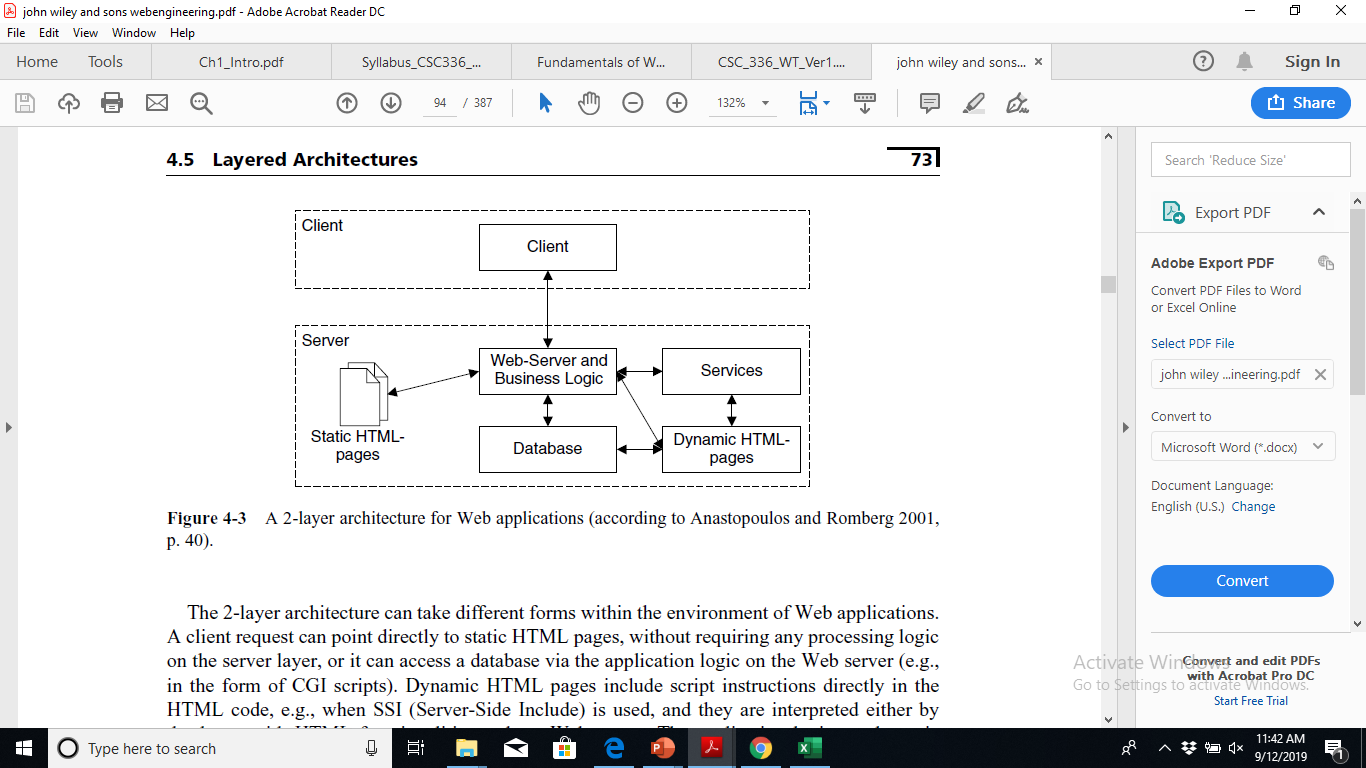 john wiley and sons webengineering.pdf - Adobe Acrobat Reader DC
File Edit View Window Help
Home Tools Ch1_Intro.pdf Syllabus_CSC336_... Fundamentals of W... CSC_336_WT_Ver1.... john wiley and sons... × Sign In
94 / 387 132% Share
4.5 Layered Architectures 73
Client
Client
Server
Web-Server and
Business Logic
Services
Static HTML-
pages
Database
Dynamic HTML-
pages
Figure 4-3 A 2-layer architecture for Web applications (according to Anastopoulos and Romberg 2001,
p. 40).
The 2-layer architecture can take different forms within the environment of Web applications.
A client request can point directly to static HTML pages, without requiring any processing logic
on the server layer, or it can access a database via the application logic on the Web server (e.g.,
in the form of CGI scripts). Dynamic HTML pages include script instructions directly in the
HTML code, e.g., when SSI (Server-Side Include) is used, and they are interpreted either by
Search 'Reduce Size'
Export PDF
Adobe Export PDF
Convert PDF Files to Word
or Excel Online
Select PDF File
john wiley ...ineering.pdf
Convert to
Microsoft Word (*.docx)
Document Language:
English (U.S.) Change
Convert
Convert and edit PDFs
with Acrobat Pro DC
Start Free Trial
Activate Windows
Go to Settings to activate Windows.
Type here to search
11:42 AM
9/12/2019
1